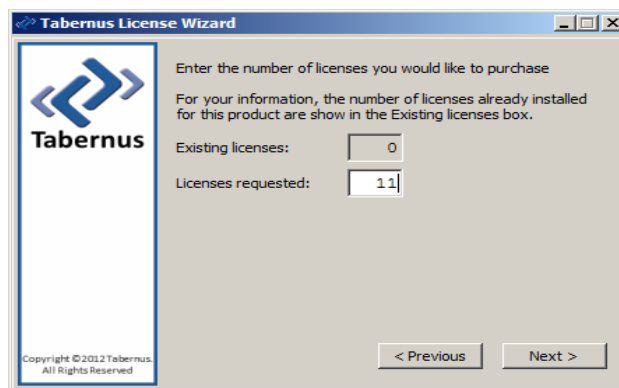 Tabernus License Wizard
Enter the number of licenses you would like to purchase
For your information, the number of licenses already installed
for this product are show in the Existing licenses box.
Tabernus
Existing licenses:
0
Licenses requested:
11
Copyright ©2012Tabernus.
All Rights Reserved
< Previous
Next >